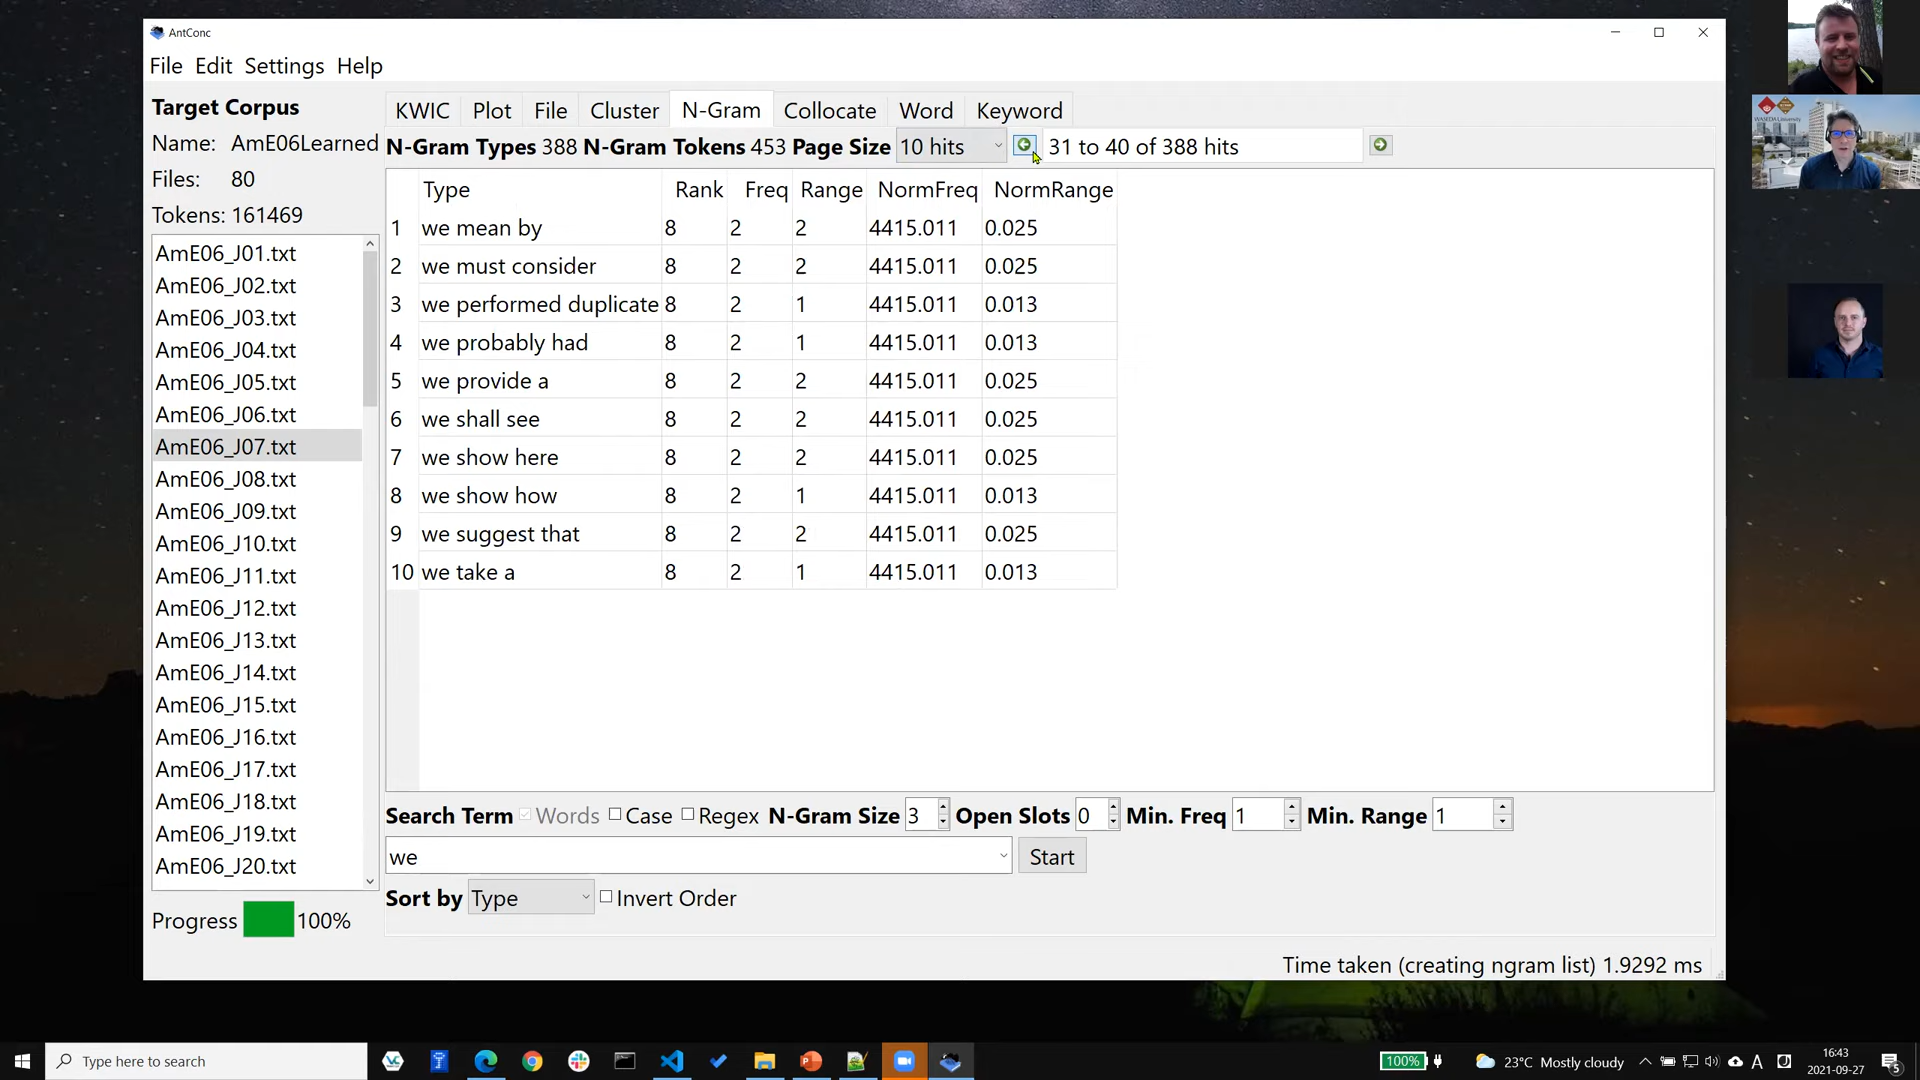 AntConc
File Edit Settings Help
Target Corpus
Name: AmE06Learned
Files: 80
Tokens: 161469
AmE06_J01.txt
AmE06_J02.txt
AmE06_J03.txt
AmE06_J04.txt
AmE06_J05.txt
AmE06_J06.txt
AmE06_J07.txt
AmE06_J08.txt
AmE06_J09.txt
AmE06_J10.txt
AmE06_J11.txt
AmE06_J12.txt
AmE06_J13.txt
AmE06_J14.txt
AmE06_J15.txt
AmE06_J16.txt
AmE06_J17.txt
AmE06_J18.txt
AmE06_J19.txt
AmE06_J20.txt
Progress 100%
KWIC Plot File Cluster N-Gram Collocate Word Keyword
N-Gram Types 388 N-Gram Tokens 453 Page Size 10 hits 31 to 40 of 388 hits
Type Rank Freq Range NormFreq NormRange
1 we mean by 8 2 2 4415.011 0.025
2 we must consider 8 2 2 4415.011 0.025
3 we performed duplicate 8 2 1 4415.011 0.013
4 we probably had 8 2 1 4415.011 0.013
5 we provide a 8 2 2 4415.011 0.025
6 we shall see 8 2 2 4415.011 0.025
7 we show here 8 2 2 4415.011 0.025
8 we show how 8 2 1 4415.011 0.013
9 we suggest that 8 2 2 4415.011 0.025
10 we take a 8 2 1 4415.011 0.013
Search Term Words Case Regex N-Gram Size 3 Open Slots 0 Min. Freq 1 Min. Range 1
we Start
Sort by Type Invert Order
Time taken (creating ngram list) 1.9292 ms
WASEDA University
Type here to search
100% 23°C Mostly cloudy A 16:43
2021-09-27 5